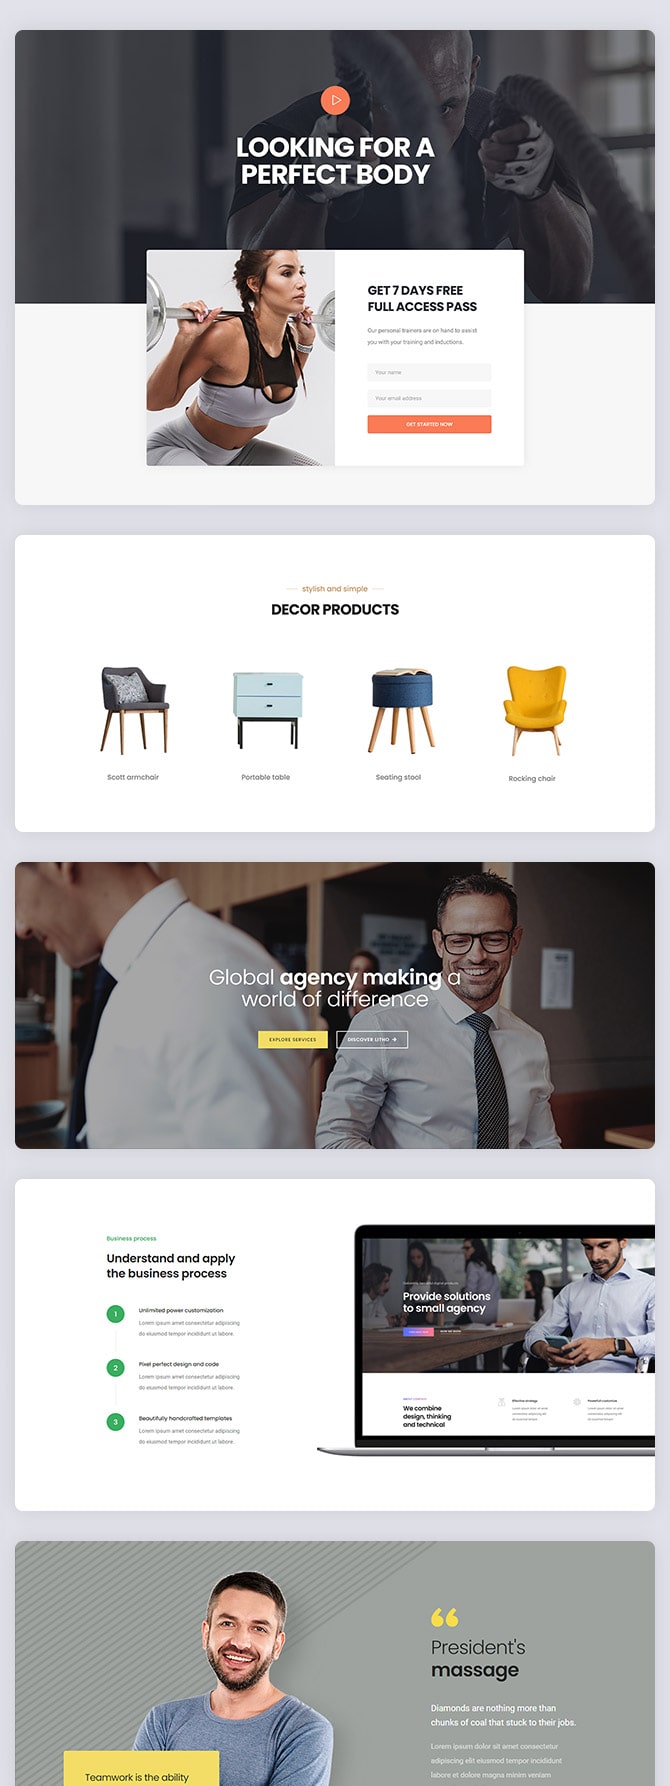 LOOKING FOR A
PERFECT BODY
GET 7 DAYS FREE
FULL ACCESS PASS
Our personal trainers are on hand to assist
you with your training and inductions.
Your name
Your email address
GET STARTED NOW
stylish and simple
DECOR PRODUCTS
Scott armchair
Portable table
Seating stool
Rocking chair
Global agency making a
world of difference
EXPLORE SERVICES
DISCOVER LITHO
Business process
Understand and apply
the business process
1
Unlimited power customization
Lorem ipsum amet consectetur adipiscing
do eiusmod tempor incididunt ut labore.
2
Pixel perfect design and code
Lorem ipsum amet consectetur adipiscing
do eiusmod tempor incididunt ut labore.
3
Beautifully handcrafted templates
Lorem ipsum amet consectetur adipiscing
do eiusmod tempor incididunt ut labore.
Provide solutions
to small agency
We combine
design, thinking
and technical
Effective strategy
Powerful customize
President's
massage
Diamonds are nothing more than
chunks of coal that stuck to their jobs.
Lorem ipsum dolor sit amet consectetur
adipiscing elit eiusmod tempor incididunt
labore et dolore magna minim veniam
Teamwork is the ability